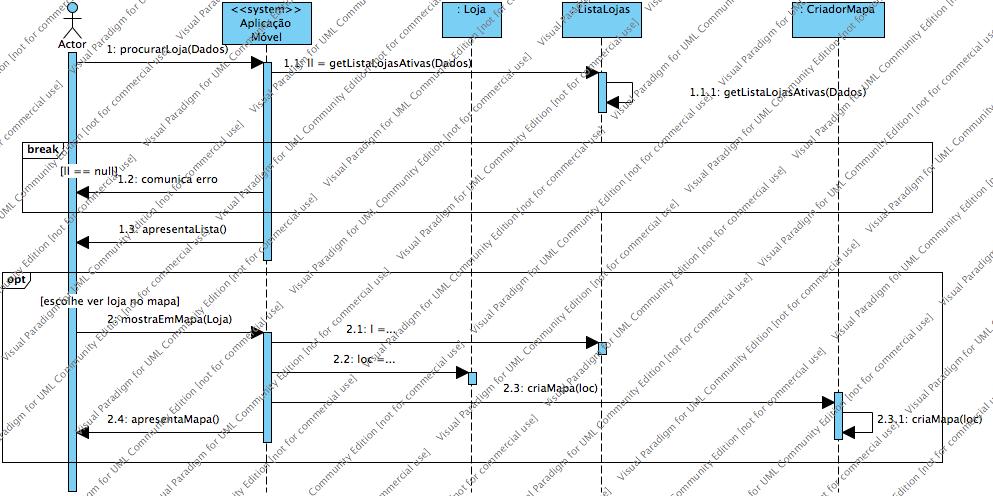 Actor
<<system>>
Aplicação
Móvel
: Loja
ListaLojas
: CriadorMapa
1: procurarLoja(Dados)
1.1: ll = getListaLojasAtivas(Dados)
1.1.1: getListaLojasAtivas(Dados)
break
[ll == null]
1.2: comunica erro
1.3: apresentaLista()
opt
[escolhe ver loja no mapa]
2: mostraEmMapa(Loja)
2.1: l =...
2.2: loc =...
2.3: criaMapa(loc)
2.3.1: criaMapa(loc)
2.4: apresentaMapa()
Visual Paradigm for UML Community Edition [not for commercial use]